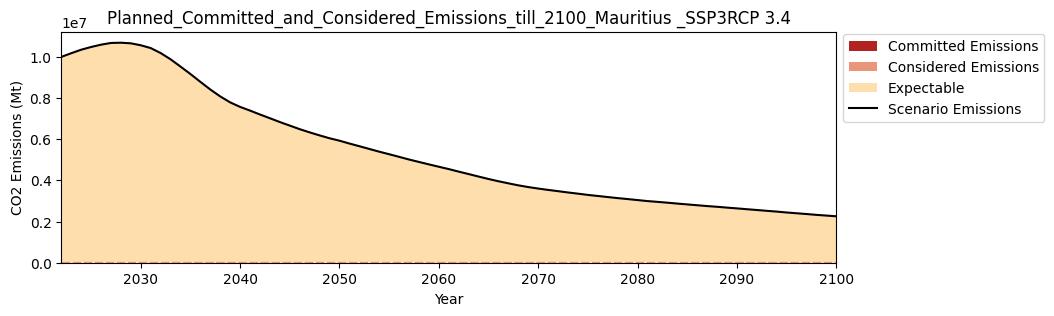 Planned_Committed_and_Considered_Emissions_till_2100_Mauritius _SSP3RCP 3.4
1e7
Committed Emissions
Considered Emissions
Expectable
Scenario Emissions
CO2 Emissions (Mt)
1.0
0.8
0.6
0.4
0.2
0.0
2030 2040 2050 2060 2070 2080 2090 2100
Year